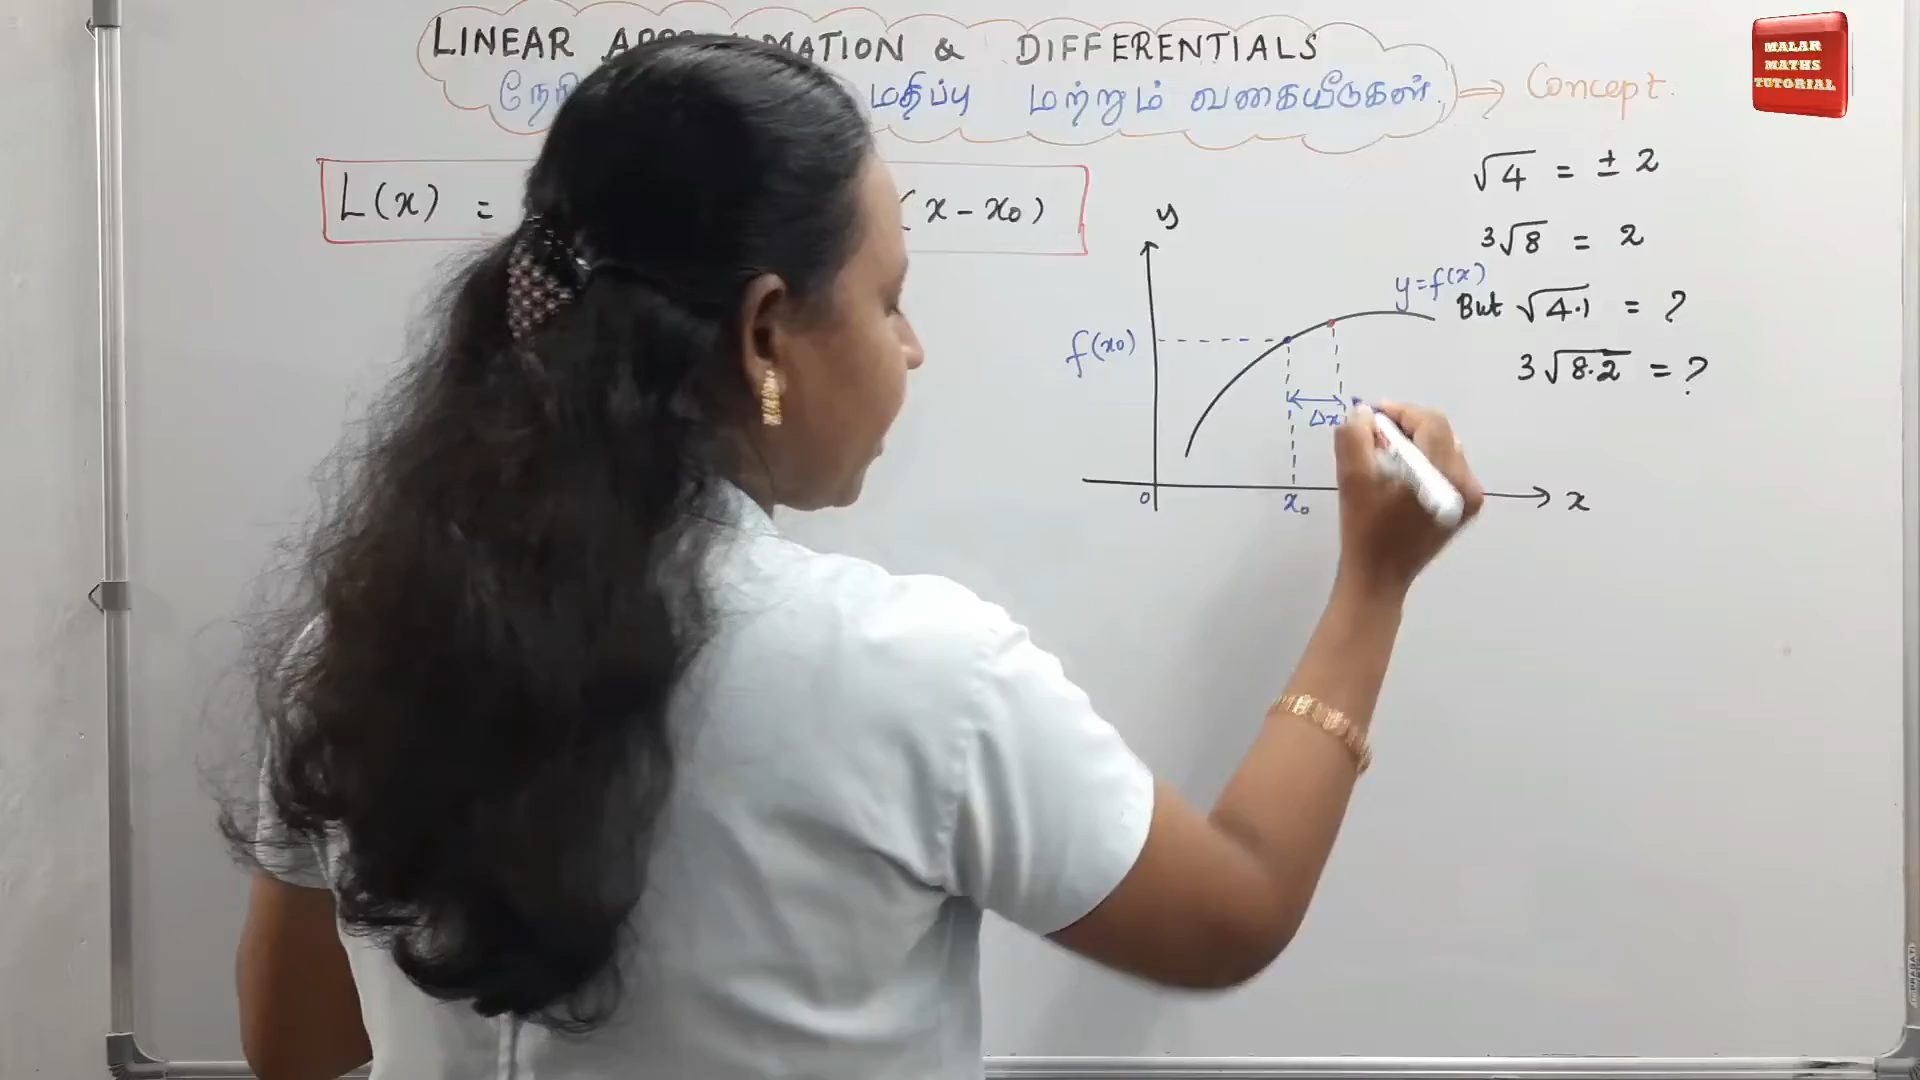 LINEAR & DIFFERENTIALS
மதிப்பு மற்றும் வகையீடுகள். → Concept.
MALAR
MATHS
TUTORIAL
L(x) = (x - x₀)
√4 = ± 2
3√8 = 2
But √4.1 = ?
3√8.2 = ?
y
y=f(x)
f(x₀)
Δx
0
x₀
x